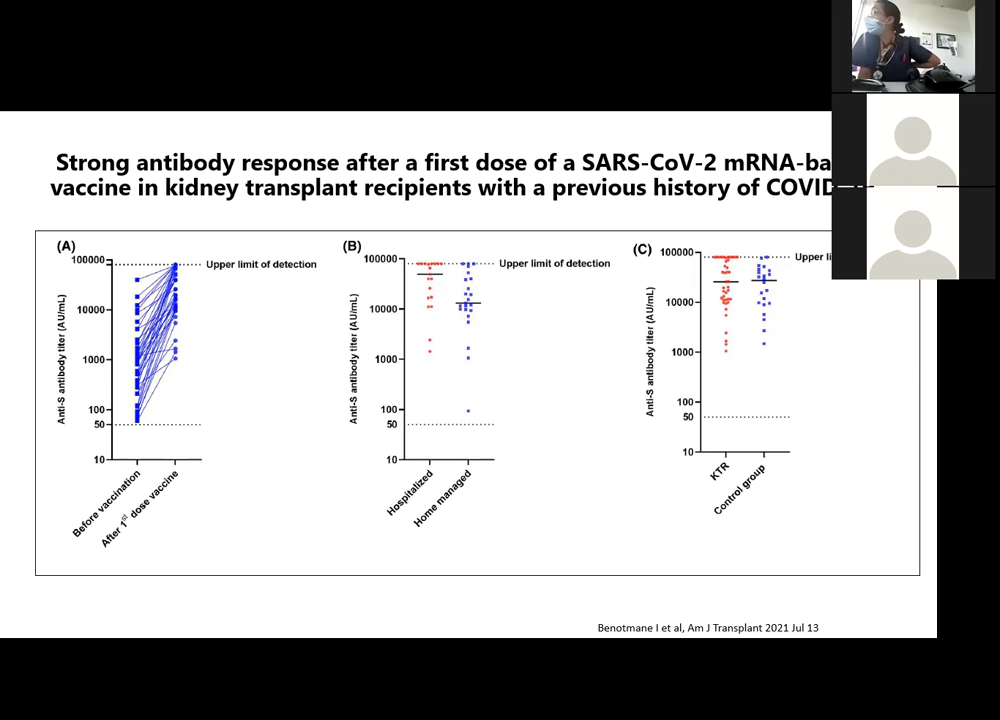 Strong antibody response after a first dose of a SARS-CoV-2 mRNA-ba
vaccine in kidney transplant recipients with a previous history of COVID
(A)
Anti-S antibody titer (AU/mL)
100000
10000
1000
100
50
10
Upper limit of detection
Before vaccination
After 1st dose vaccine
(B)
Anti-S antibody titer (AU/mL)
100000
10000
1000
100
50
10
Upper limit of detection
Hospitalized
Home managed
(C)
Anti-S antibody titer (AU/mL)
100000
10000
1000
100
50
10
Upper li
KTR
Control group
Benotmane I et al, Am J Transplant 2021 Jul 13